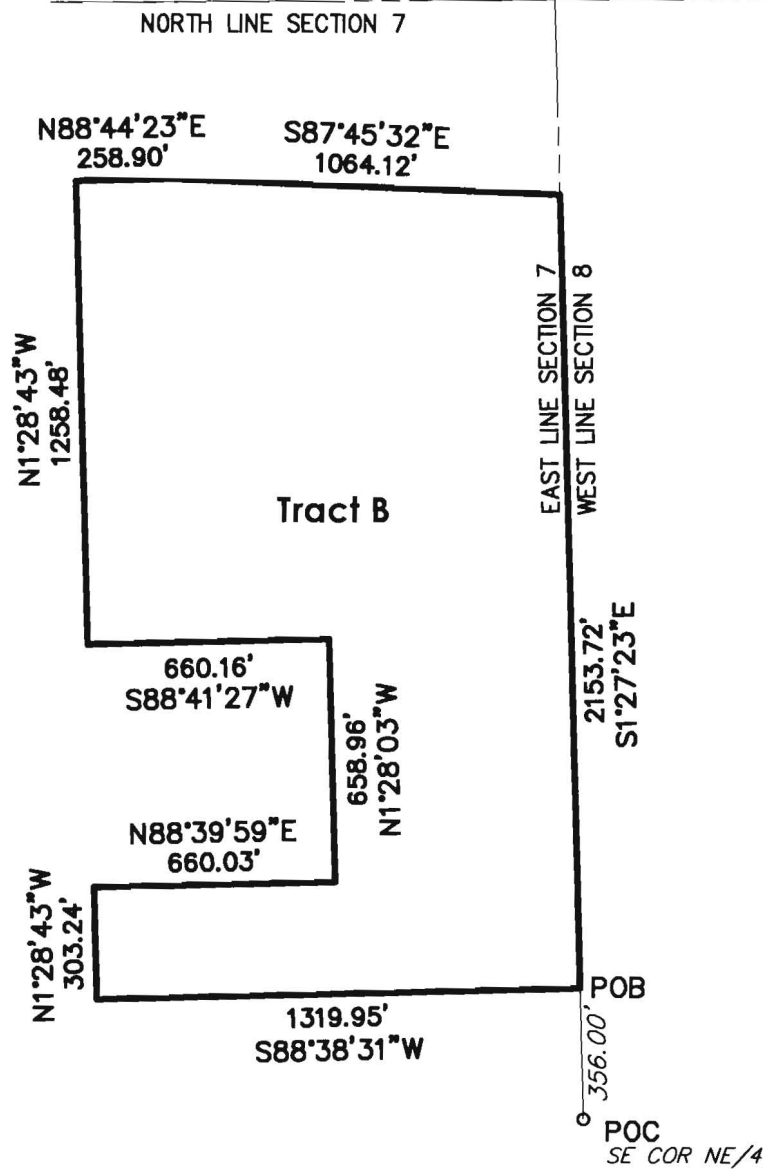 NORTH LINE SECTION 7
N88°44'23"E
258.90'
S87°45'32"E
1064.12'
EAST LINE SECTION 7
WEST LINE SECTION 8
N1°28'43"W
1258.48'
Tract B
2153.72'
S1°27'23"E
660.16'
S88°41'27"W
658.96'
N1°28'03"W
N88°39'59"E
660.03'
N1°28'43"W
303.24'
POB
1319.95'
S88°38'31"W
356.00'
POC
SE COR NE/4